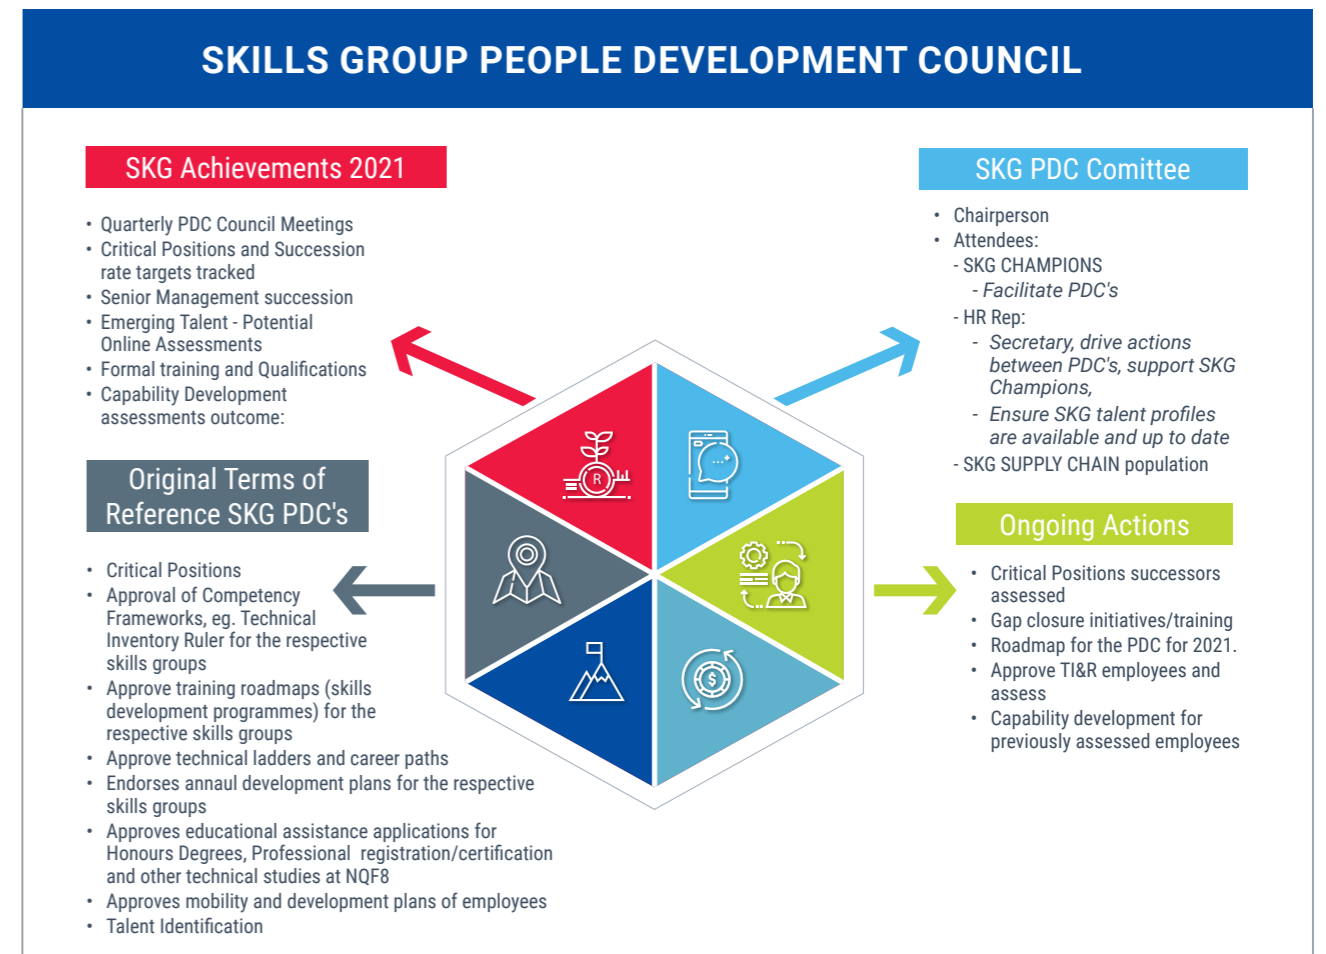 SKILLS GROUP PEOPLE DEVELOPMENT COUNCIL
SKG Achievements 2021
• Quarterly PDC Council Meetings
• Critical Positions and Succession
rate targets tracked
• Senior Management succession
• Emerging Talent - Potential
Online Assessments
• Formal training and Qualifications
• Capability Development
assessments outcome:
Original Terms of
Reference SKG PDC's
• Critical Positions
• Approval of Competency
Frameworks, eg. Technical
Inventory Ruler for the respective
skills groups
• Approve training roadmaps (skills
development programmes) for the
respective skills groups
• Approve technical ladders and career paths
• Endorses annaul development plans for the respective
skills groups
• Approves educational assistance applications for
Honours Degrees, Professional registration/certification
and other technical studies at NQF8
• Approves mobility and development plans of employees
• Talent Identification
R
$
SKG PDC Comittee
• Chairperson
• Attendees:
- SKG CHAMPIONS
- Facilitate PDC's
- HR Rep:
- Secretary, drive actions
between PDC's, support SKG
Champions,
- Ensure SKG talent profiles
are available and up to date
- SKG SUPPLY CHAIN population
Ongoing Actions
• Critical Positions successors
assessed
• Gap closure initiatives/training
• Roadmap for the PDC for 2021.
• Approve TI&R employees and
assess
• Capability development for
previously assessed employees